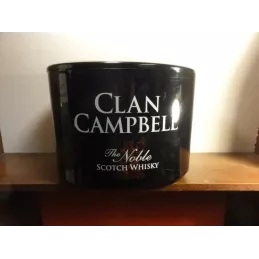 CLAN
CAMPBELL
The Noble
SCOTCH WHISKY